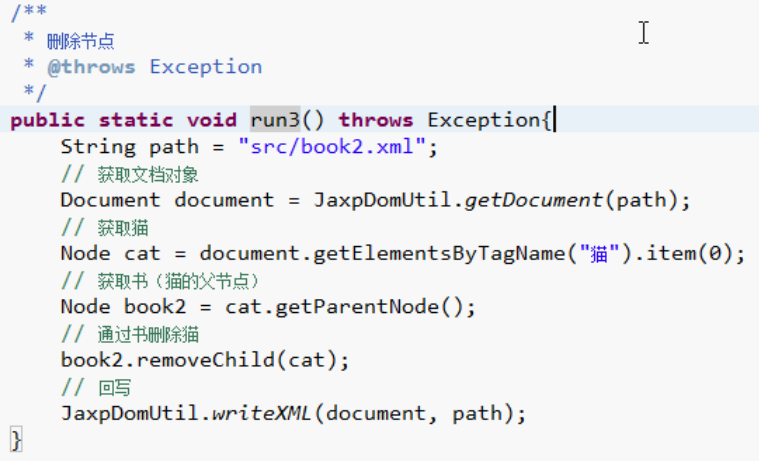 /**
 * 删除节点
 * @throws Exception
 */
public static void run3() throws Exception{
    String path = "src/book2.xml";
    // 获取文档对象
    Document document = JaxpDomUtil.getDocument(path);
    // 获取猫
    Node cat = document.getElementsByTagName("猫").item(0);
    // 获取书（猫的父节点）
    Node book2 = cat.getParentNode();
    // 通过书删除猫
    book2.removeChild(cat);
    // 回写
    JaxpDomUtil.writeXML(document, path);
}